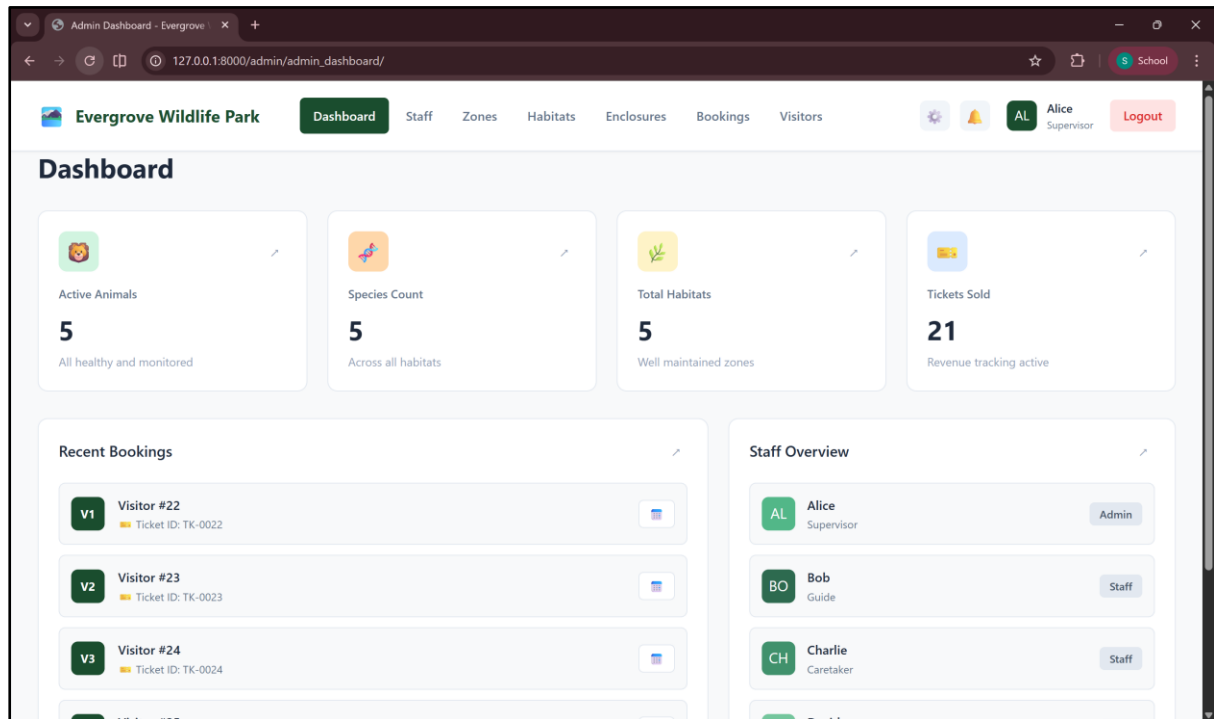 Admin Dashboard - Evergrove
127.0.0.1:8000/admin/admin_dashboard/
S School
Evergrove Wildlife Park
Dashboard Staff Zones Habitats Enclosures Bookings Visitors
AL Alice Supervisor
Logout
Dashboard
Active Animals
5
All healthy and monitored
Species Count
5
Across all habitats
Total Habitats
5
Well maintained zones
Tickets Sold
21
Revenue tracking active
Recent Bookings
V1 Visitor #22
Ticket ID: TK-0022
V2 Visitor #23
Ticket ID: TK-0023
V3 Visitor #24
Ticket ID: TK-0024
Staff Overview
AL Alice
Supervisor
Admin
BO Bob
Guide
Staff
CH Charlie
Caretaker
Staff